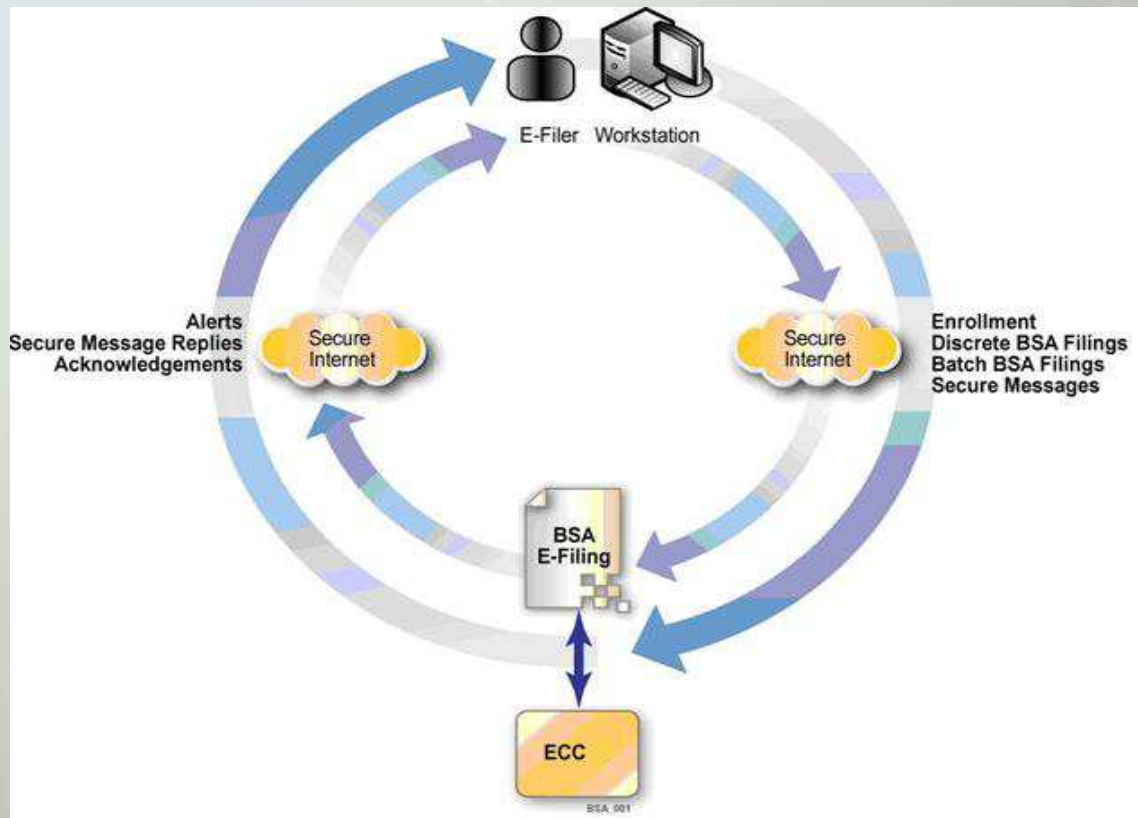 E-Filer Workstation
Alerts
Secure Message Replies
Acknowledgements
Secure
Internet
Secure
Internet
Enrollment
Discrete BSA Filings
Batch BSA Filings
Secure Messages
BSA
E-Filing
ECC
BSA_001